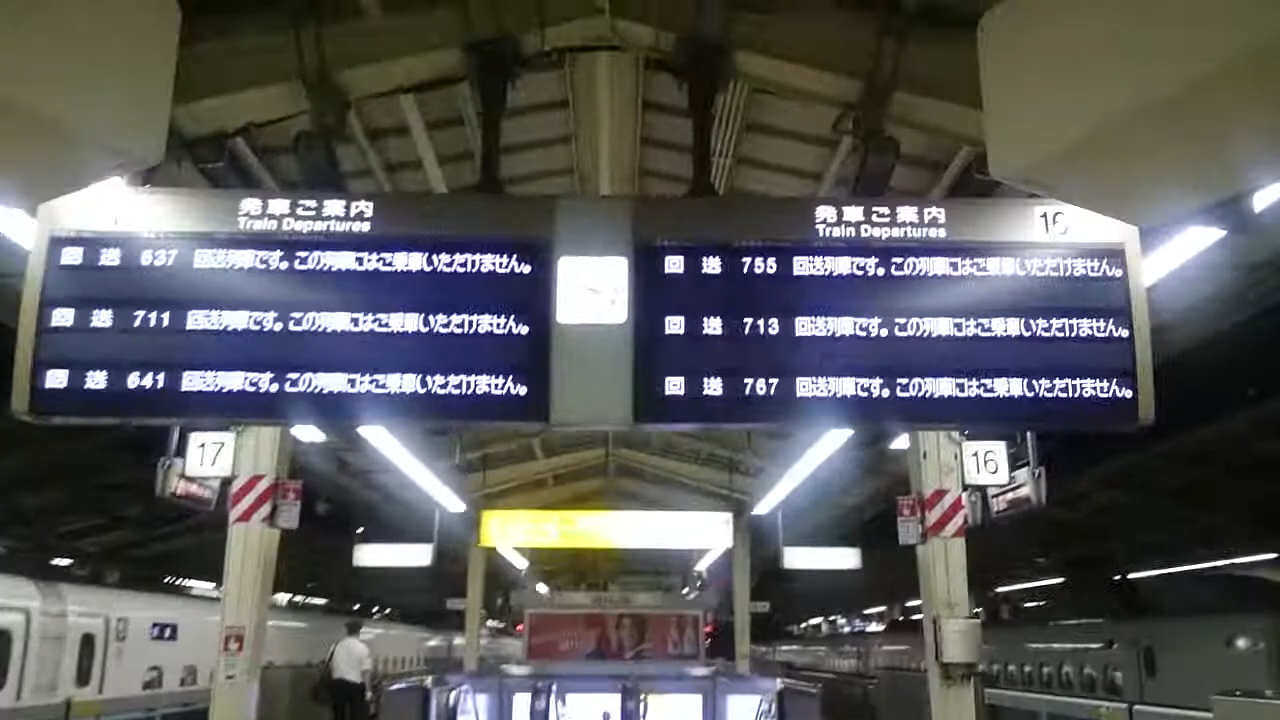 発車ご案内
Train Departures
回 送 637 回送列車です。この列車にはご乗車いただけません。
回 送 711 回送列車です。この列車にはご乗車いただけません。
回 送 641 回送列車です。この列車にはご乗車いただけません。
発車ご案内
Train Departures
16
回 送 755 回送列車です。この列車にはご乗車いただけません。
回 送 713 回送列車です。この列車にはご乗車いただけません。
回 送 767 回送列車です。この列車にはご乗車いただけません。
17
16